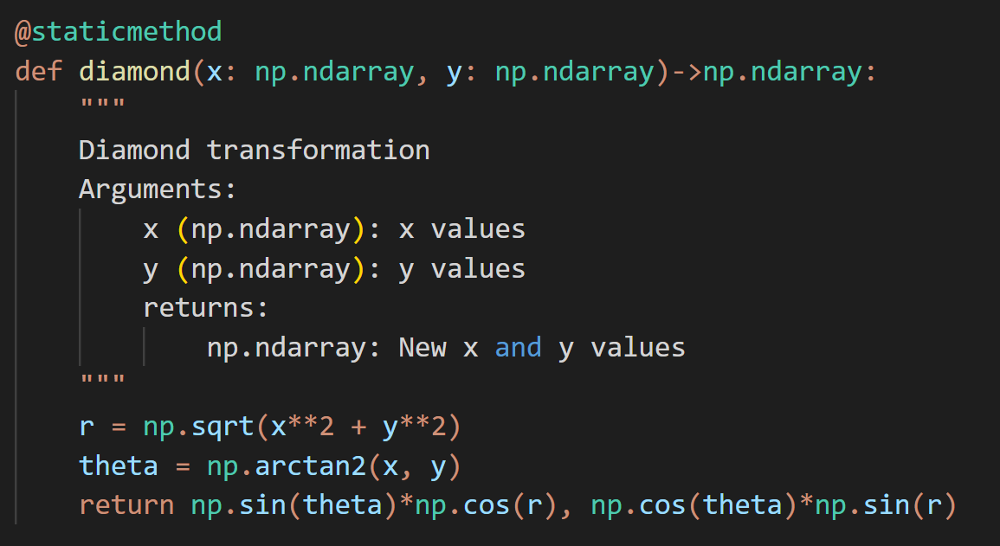 @staticmethod
def diamond(x: np.ndarray, y: np.ndarray)->np.ndarray:
    """
    Diamond transformation
    Arguments:
        x (np.ndarray): x values
        y (np.ndarray): y values
        returns:
            np.ndarray: New x and y values
    """
    r = np.sqrt(x**2 + y**2)
    theta = np.arctan2(x, y)
    return np.sin(theta)*np.cos(r), np.cos(theta)*np.sin(r)